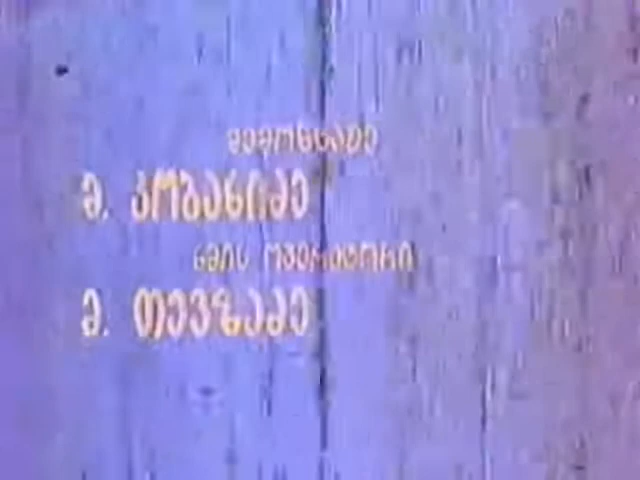 მემონტაჟე
მ. კობახიძე
ხმის ოპერატორი
მ. თევზაძე